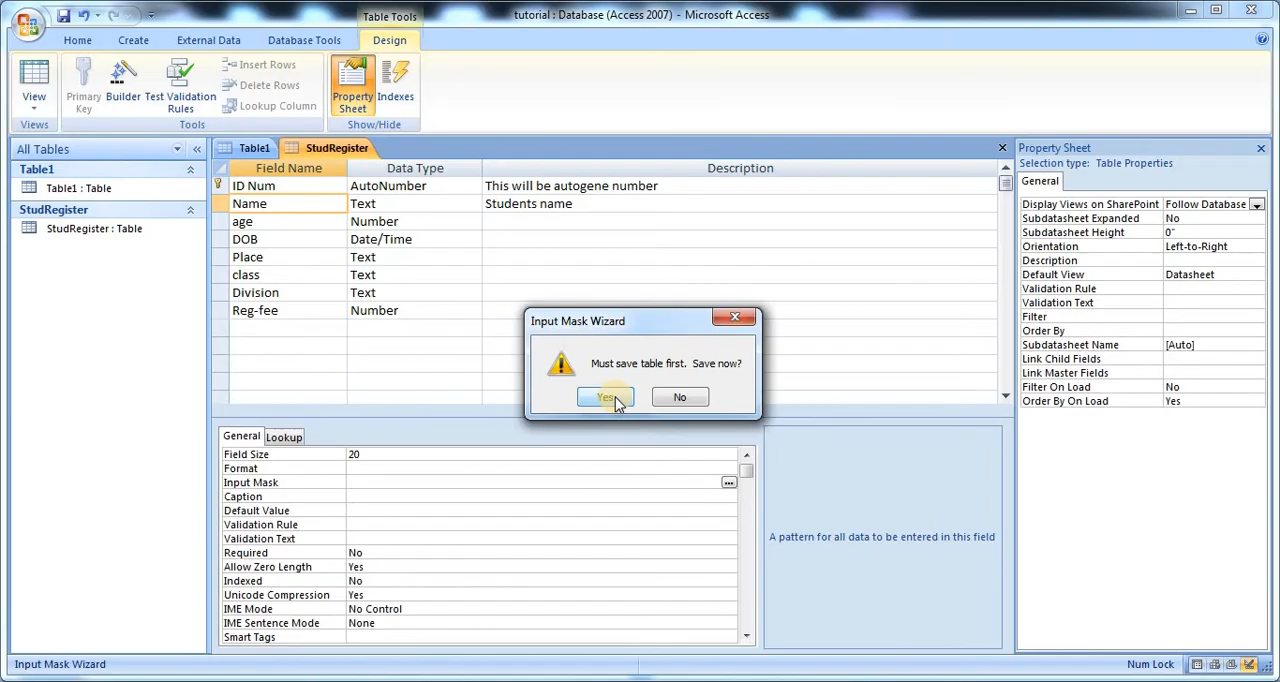 tutorial : Database (Access 2007) - Microsoft Access
Table Tools
Home
Create
External Data
Database Tools
Design
View
Primary Key
Builder
Test Validation Rules
Insert Rows
Delete Rows
Lookup Column
Property Sheet
Indexes
Views
Tools
Show/Hide
All Tables
Table1
Table1 : Table
StudRegister
StudRegister : Table
Table1
StudRegister
Field Name Data Type Description
ID Num AutoNumber This will be autogene number
Name Text Students name
age Number
DOB Date/Time
Place Text
class Text
Division Text
Reg-fee Number
Input Mask Wizard
Must save table first. Save now?
Yes
No
General
Lookup
Field Size 20
Format
Input Mask
...
Caption
Default Value
Validation Rule
Validation Text
Required No
Allow Zero Length Yes
Indexed No
Unicode Compression Yes
IME Mode No Control
IME Sentence Mode None
Smart Tags
A pattern for all data to be entered in this field
Property Sheet
Selection type: Table Properties
General
Display Views on SharePoint Follow Database
Subdatasheet Expanded No
Subdatasheet Height 0"
Orientation Left-to-Right
Description
Default View Datasheet
Validation Rule
Validation Text
Filter
Order By
Subdatasheet Name [Auto]
Link Child Fields
Link Master Fields
Filter On Load No
Order By On Load Yes
Input Mask Wizard
Num Lock